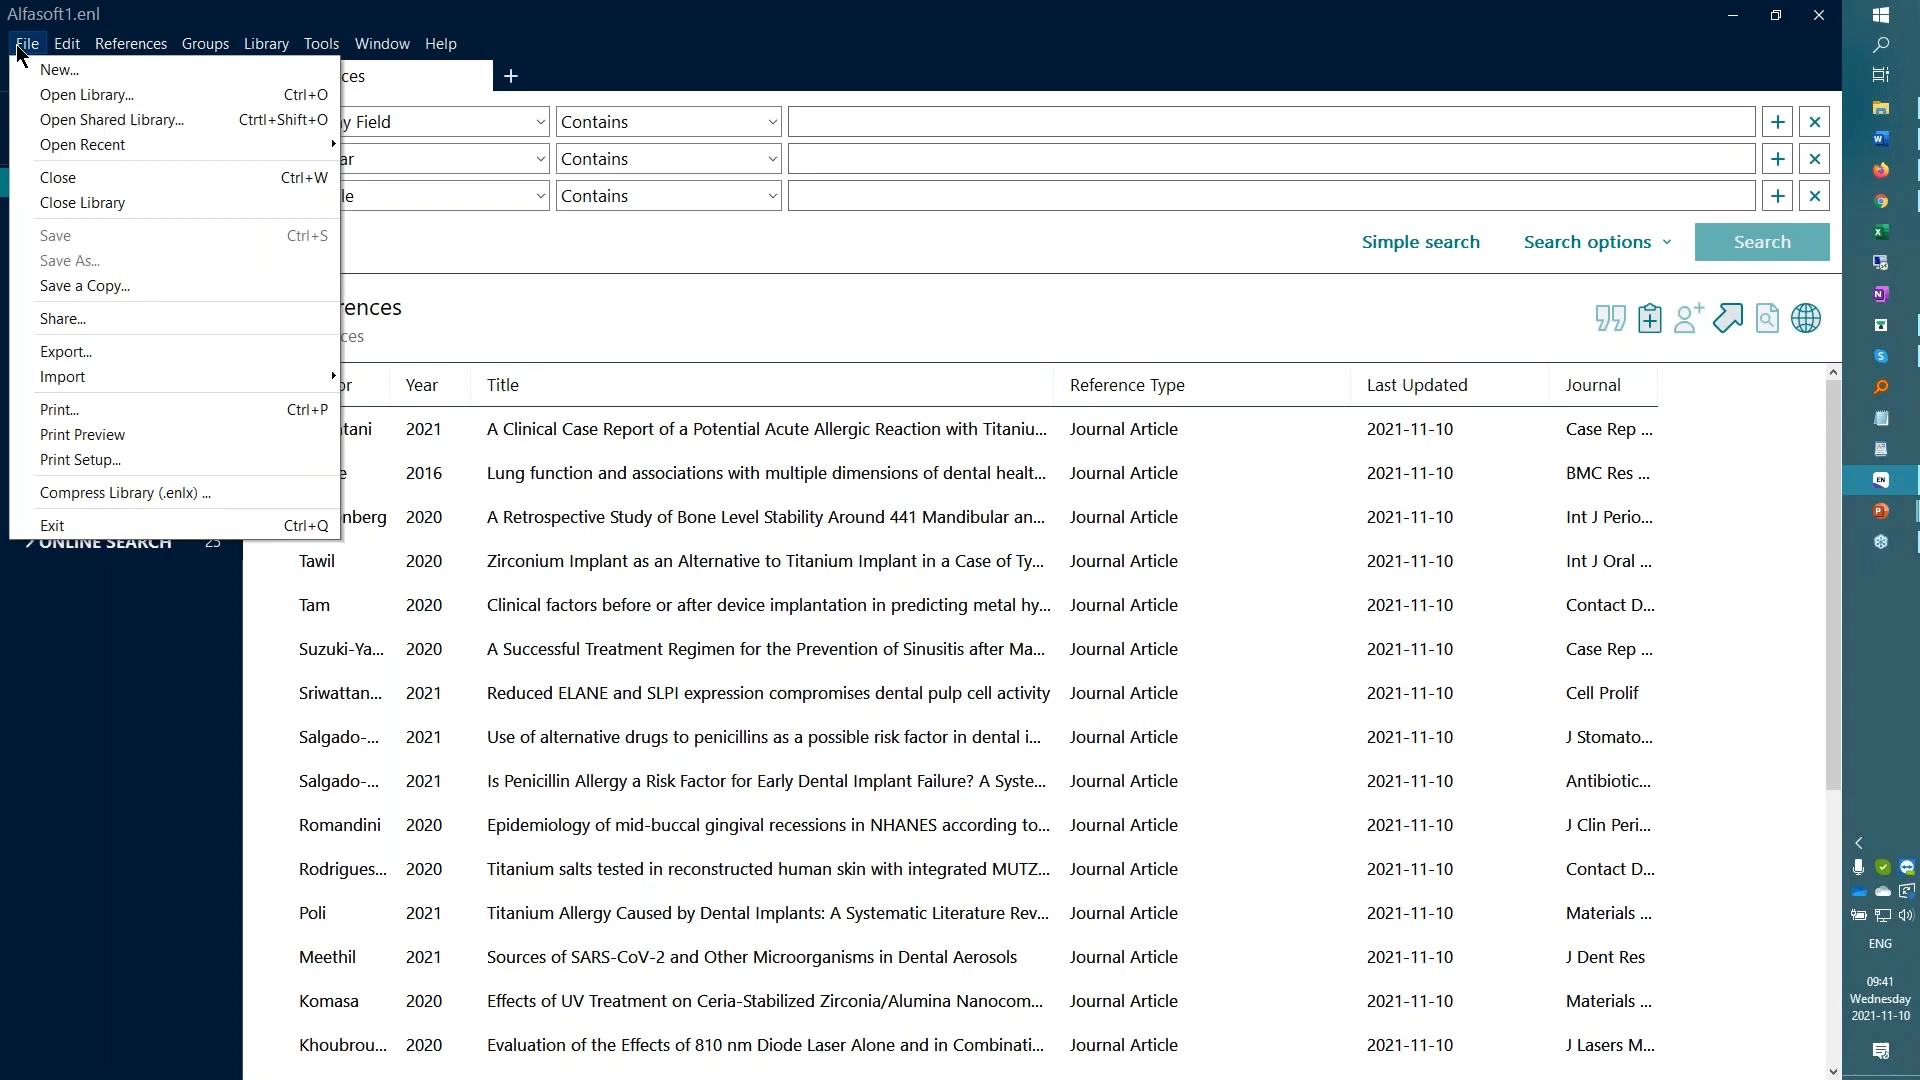 Alfasoft1.enl
File Edit References Groups Library Tools Window Help
New...
Open Library... Ctrl+O
Open Shared Library... Ctrtl+Shift+O
Open Recent
Close Ctrl+W
Close Library
Save Ctrl+S
Save As...
Save a Copy...
Share...
Export...
Import
Print... Ctrl+P
Print Preview
Print Setup...
Compress Library (.enlx) ...
Exit Ctrl+Q
ONLINE SEARCH 25
ces
y Field Contains
ar Contains
le Contains
Simple search Search options Search
rences
ces
or Year Title Reference Type Last Updated Journal
tani 2021 A Clinical Case Report of a Potential Acute Allergic Reaction with Titaniu... Journal Article 2021-11-10 Case Rep ...
e 2016 Lung function and associations with multiple dimensions of dental healt... Journal Article 2021-11-10 BMC Res ...
nberg 2020 A Retrospective Study of Bone Level Stability Around 441 Mandibular an... Journal Article 2021-11-10 Int J Perio...
Tawil 2020 Zirconium Implant as an Alternative to Titanium Implant in a Case of Ty... Journal Article 2021-11-10 Int J Oral ...
Tam 2020 Clinical factors before or after device implantation in predicting metal hy... Journal Article 2021-11-10 Contact D...
Suzuki-Ya... 2020 A Successful Treatment Regimen for the Prevention of Sinusitis after Ma... Journal Article 2021-11-10 Case Rep ...
Sriwattan... 2021 Reduced ELANE and SLPI expression compromises dental pulp cell activity Journal Article 2021-11-10 Cell Prolif
Salgado-... 2021 Use of alternative drugs to penicillins as a possible risk factor in dental i... Journal Article 2021-11-10 J Stomato...
Salgado-... 2021 Is Penicillin Allergy a Risk Factor for Early Dental Implant Failure? A Syste... Journal Article 2021-11-10 Antibiotic...
Romandini 2020 Epidemiology of mid-buccal gingival recessions in NHANES according to... Journal Article 2021-11-10 J Clin Peri...
Rodrigues... 2020 Titanium salts tested in reconstructed human skin with integrated MUTZ... Journal Article 2021-11-10 Contact D...
Poli 2021 Titanium Allergy Caused by Dental Implants: A Systematic Literature Rev... Journal Article 2021-11-10 Materials ...
Meethil 2021 Sources of SARS-CoV-2 and Other Microorganisms in Dental Aerosols Journal Article 2021-11-10 J Dent Res
Komasa 2020 Effects of UV Treatment on Ceria-Stabilized Zirconia/Alumina Nanocom... Journal Article 2021-11-10 Materials ...
Khoubrou... 2020 Evaluation of the Effects of 810 nm Diode Laser Alone and in Combinati... Journal Article 2021-11-10 J Lasers M...
EN
ENG
09:41
Wednesday
2021-11-10